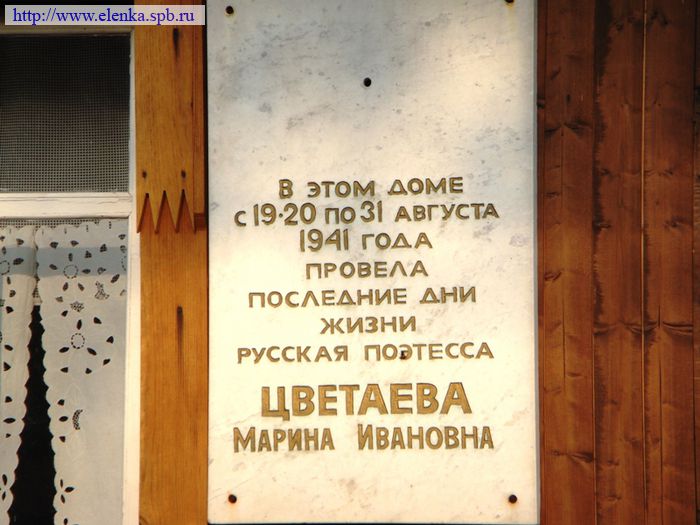 http://www.elenka.spb.ru
В ЭТОМ ДОМЕ
С 19·20 ПО 31 АВГУСТА
1941 ГОДА
ПРОВЕЛА
ПОСЛЕДНИЕ ДНИ
ЖИЗНИ
РУССКАЯ ПОЭТЕССА
ЦВЕТАЕВА
МАРИНА ИВАНОВНА